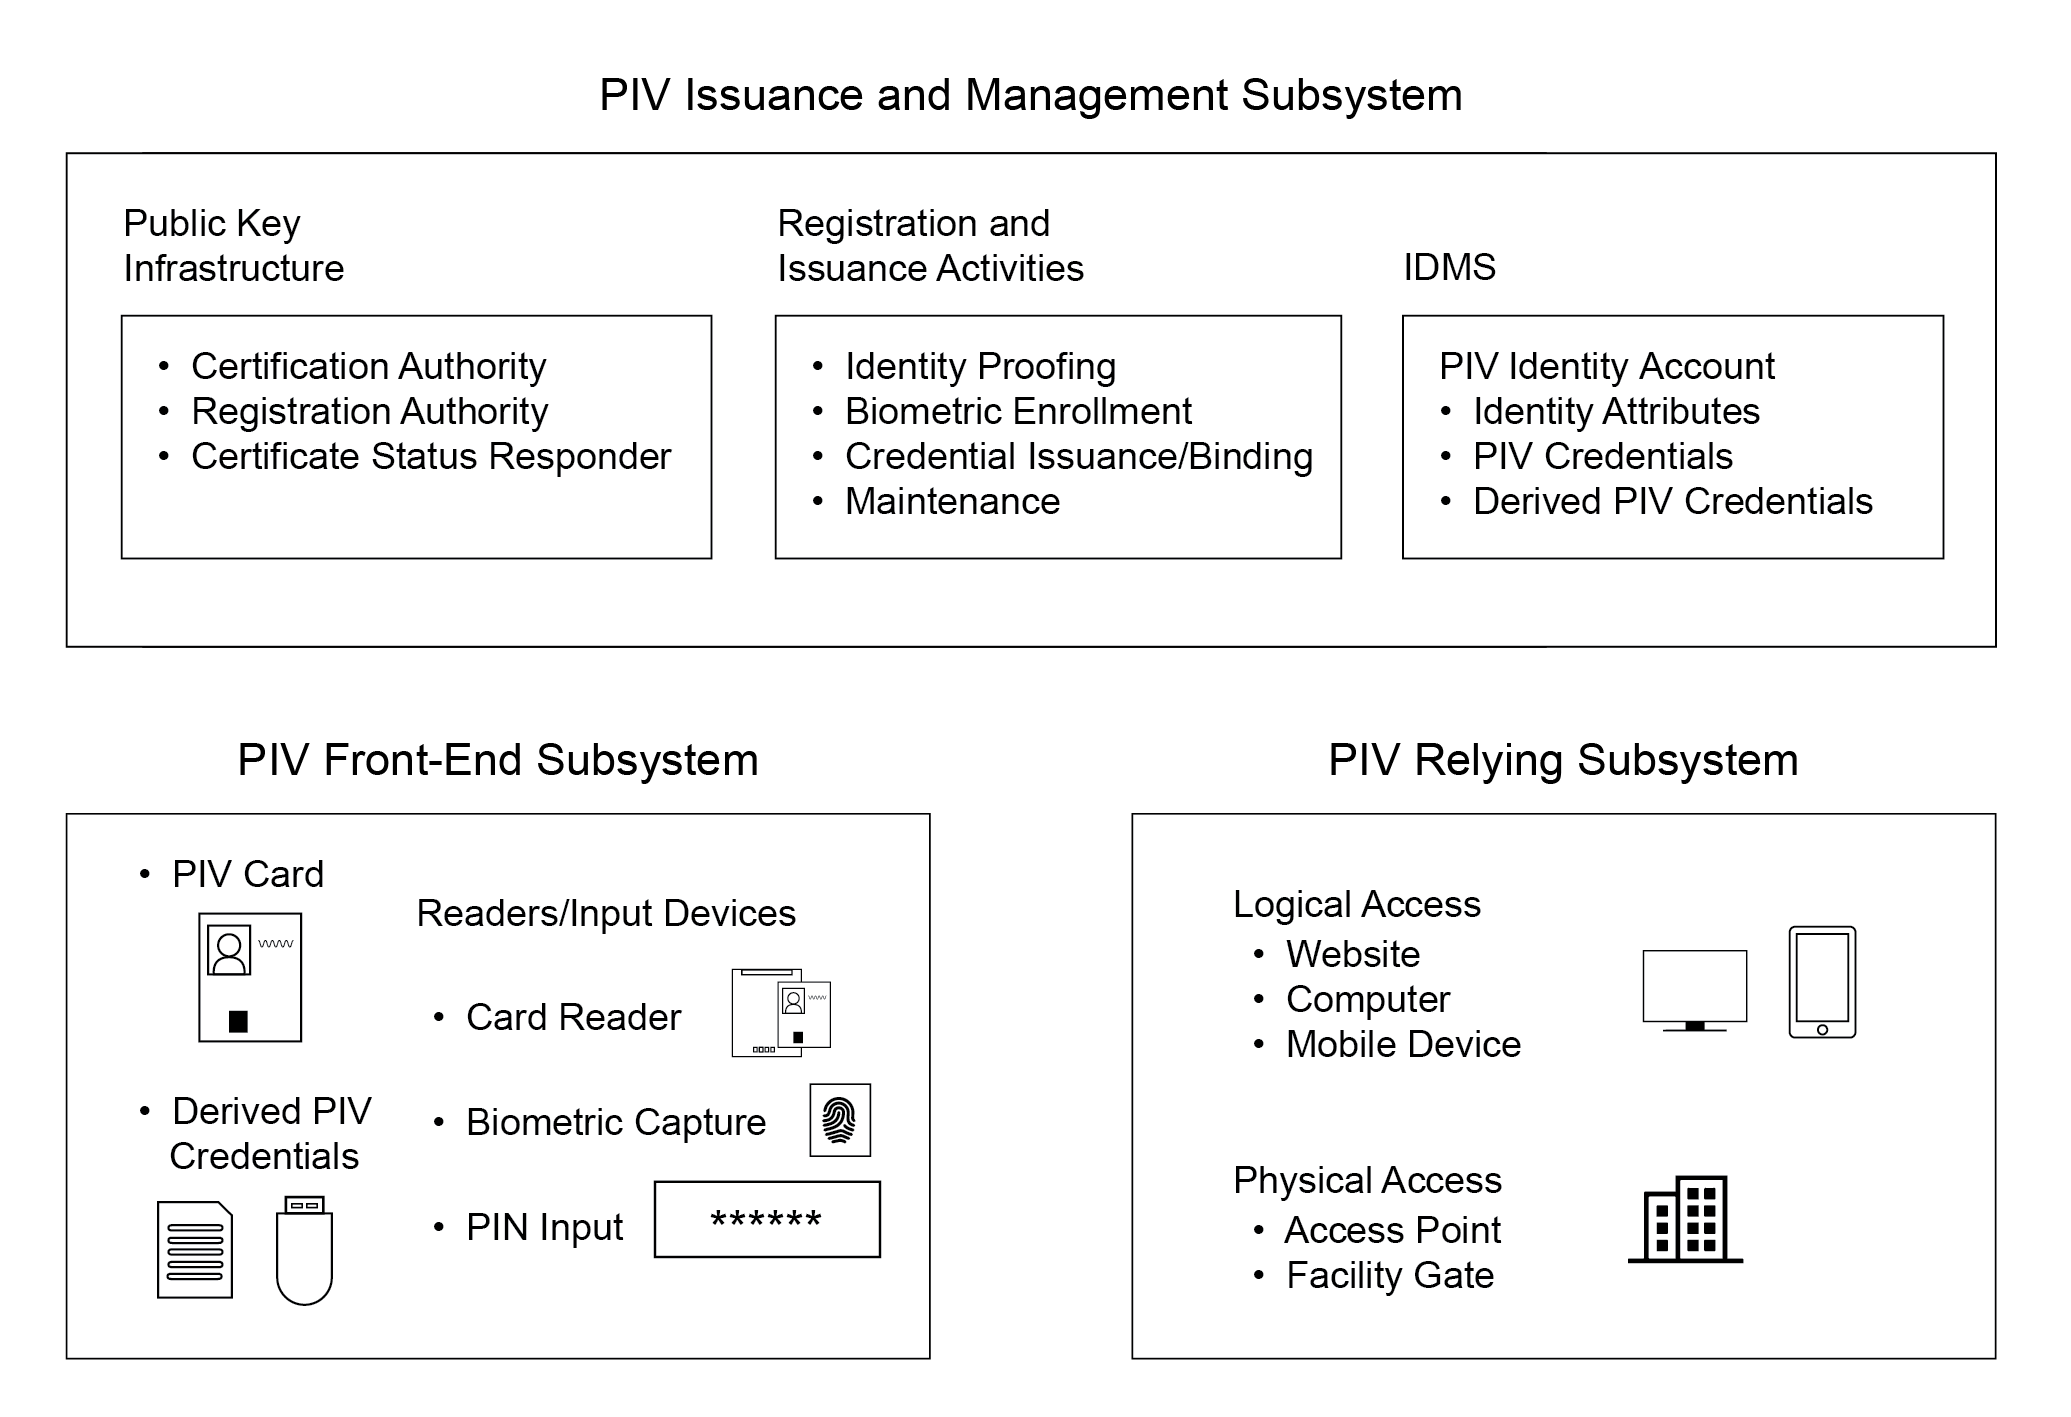 PIV Issuance and Management Subsystem
Public Key
Infrastructure
• Certification Authority
• Registration Authority
• Certificate Status Responder
Registration and
Issuance Activities
• Identity Proofing
• Biometric Enrollment
• Credential Issuance/Binding
• Maintenance
IDMS
PIV Identity Account
• Identity Attributes
• PIV Credentials
• Derived PIV Credentials
PIV Front-End Subsystem
• PIV Card
• Derived PIV
Credentials
Readers/Input Devices
• Card Reader
• Biometric Capture
• PIN Input
******
PIV Relying Subsystem
Logical Access
• Website
• Computer
• Mobile Device
Physical Access
• Access Point
• Facility Gate